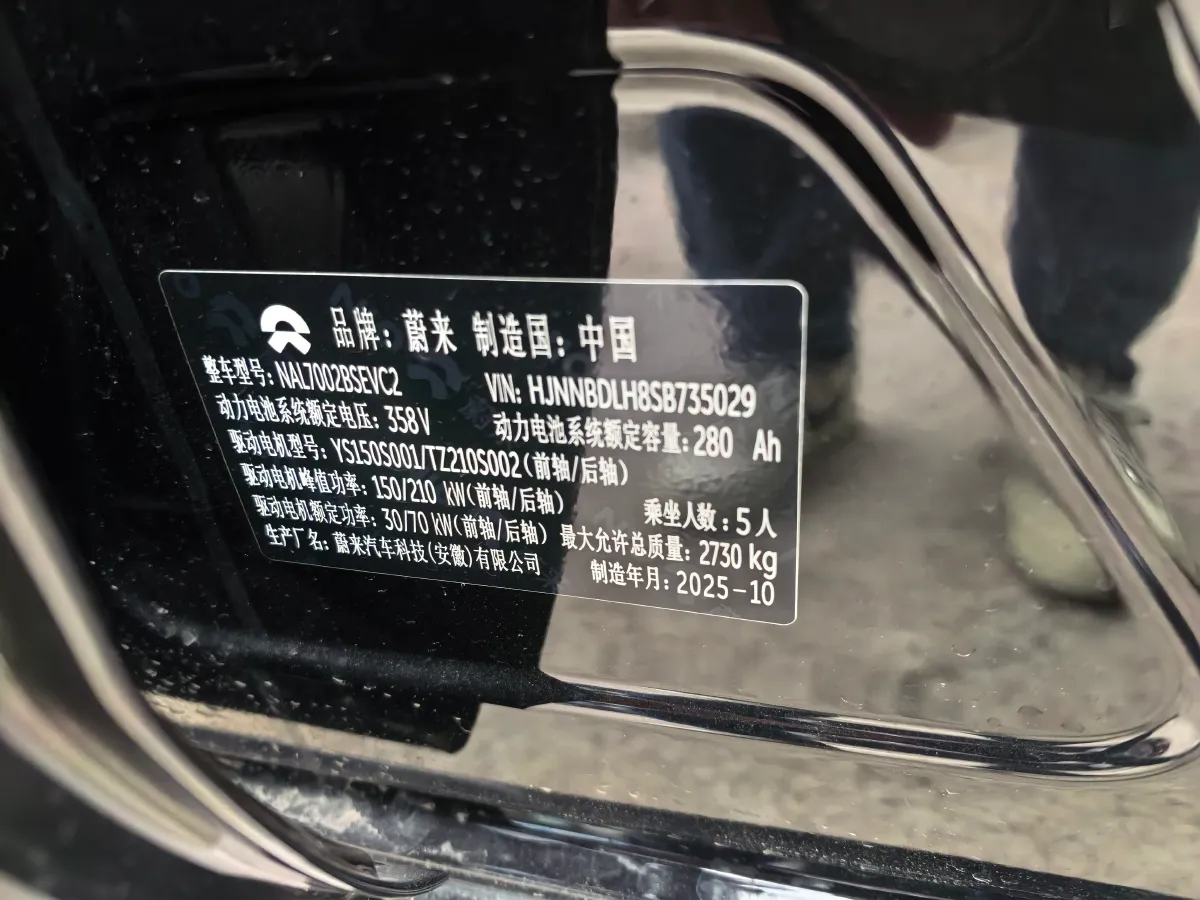 品牌：蔚来 制造国：中国
整车型号：NAL7002BSEVC2 VIN: HJNNBDLH8SB735029
动力电池系统额定电压：358V 动力电池系统额定容量：280 Ah
驱动电机型号：YS150S001/TZ210S002(前轴/后轴)
驱动电机峰值功率：150/210 kW(前轴/后轴) 乘坐人数：5人
驱动电机额定功率：30/70 kW(前轴/后轴) 最大允许总质量：2730 kg
生产厂名：蔚来汽车科技(安徽)有限公司 制造年月：2025-10